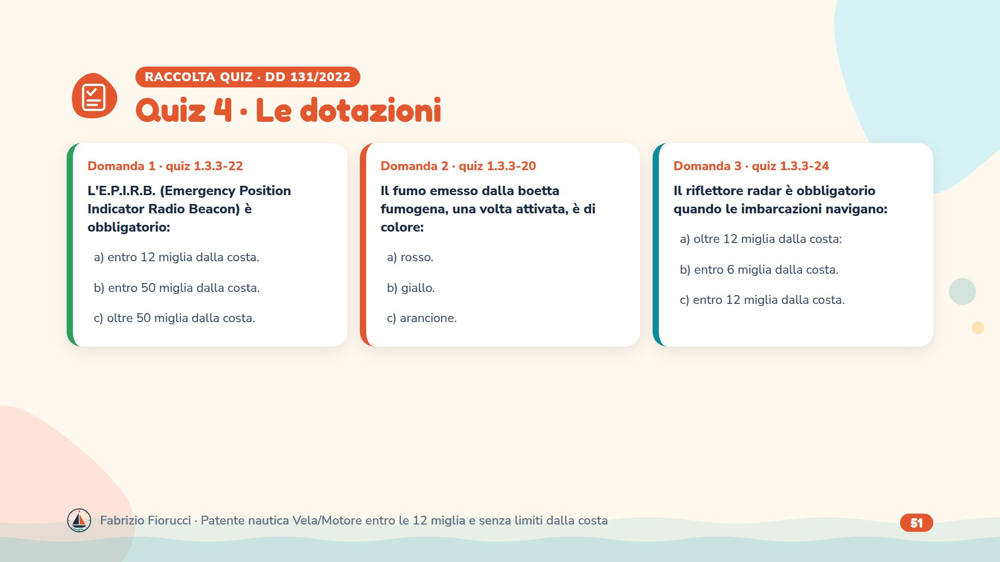 RACCOLTA QUIZ · DD 131/2022
Quiz 4 · Le dotazioni
Domanda 1 · quiz 1.3.3-22
L'E.P.I.R.B. (Emergency Position
Indicator Radio Beacon) è
obbligatorio:
a) entro 12 miglia dalla costa.
b) entro 50 miglia dalla costa.
c) oltre 50 miglia dalla costa.
Domanda 2 · quiz 1.3.3-20
Il fumo emesso dalla boetta
fumogena, una volta attivata, è di
colore:
a) rosso.
b) giallo.
c) arancione.
Domanda 3 · quiz 1.3.3-24
Il riflettore radar è obbligatorio
quando le imbarcazioni navigano:
a) oltre 12 miglia dalla costa:
b) entro 6 miglia dalla costa.
c) entro 12 miglia dalla costa.
Fabrizio Fiorucci · Patente nautica Vela/Motore entro le 12 miglia e senza limiti dalla costa
51